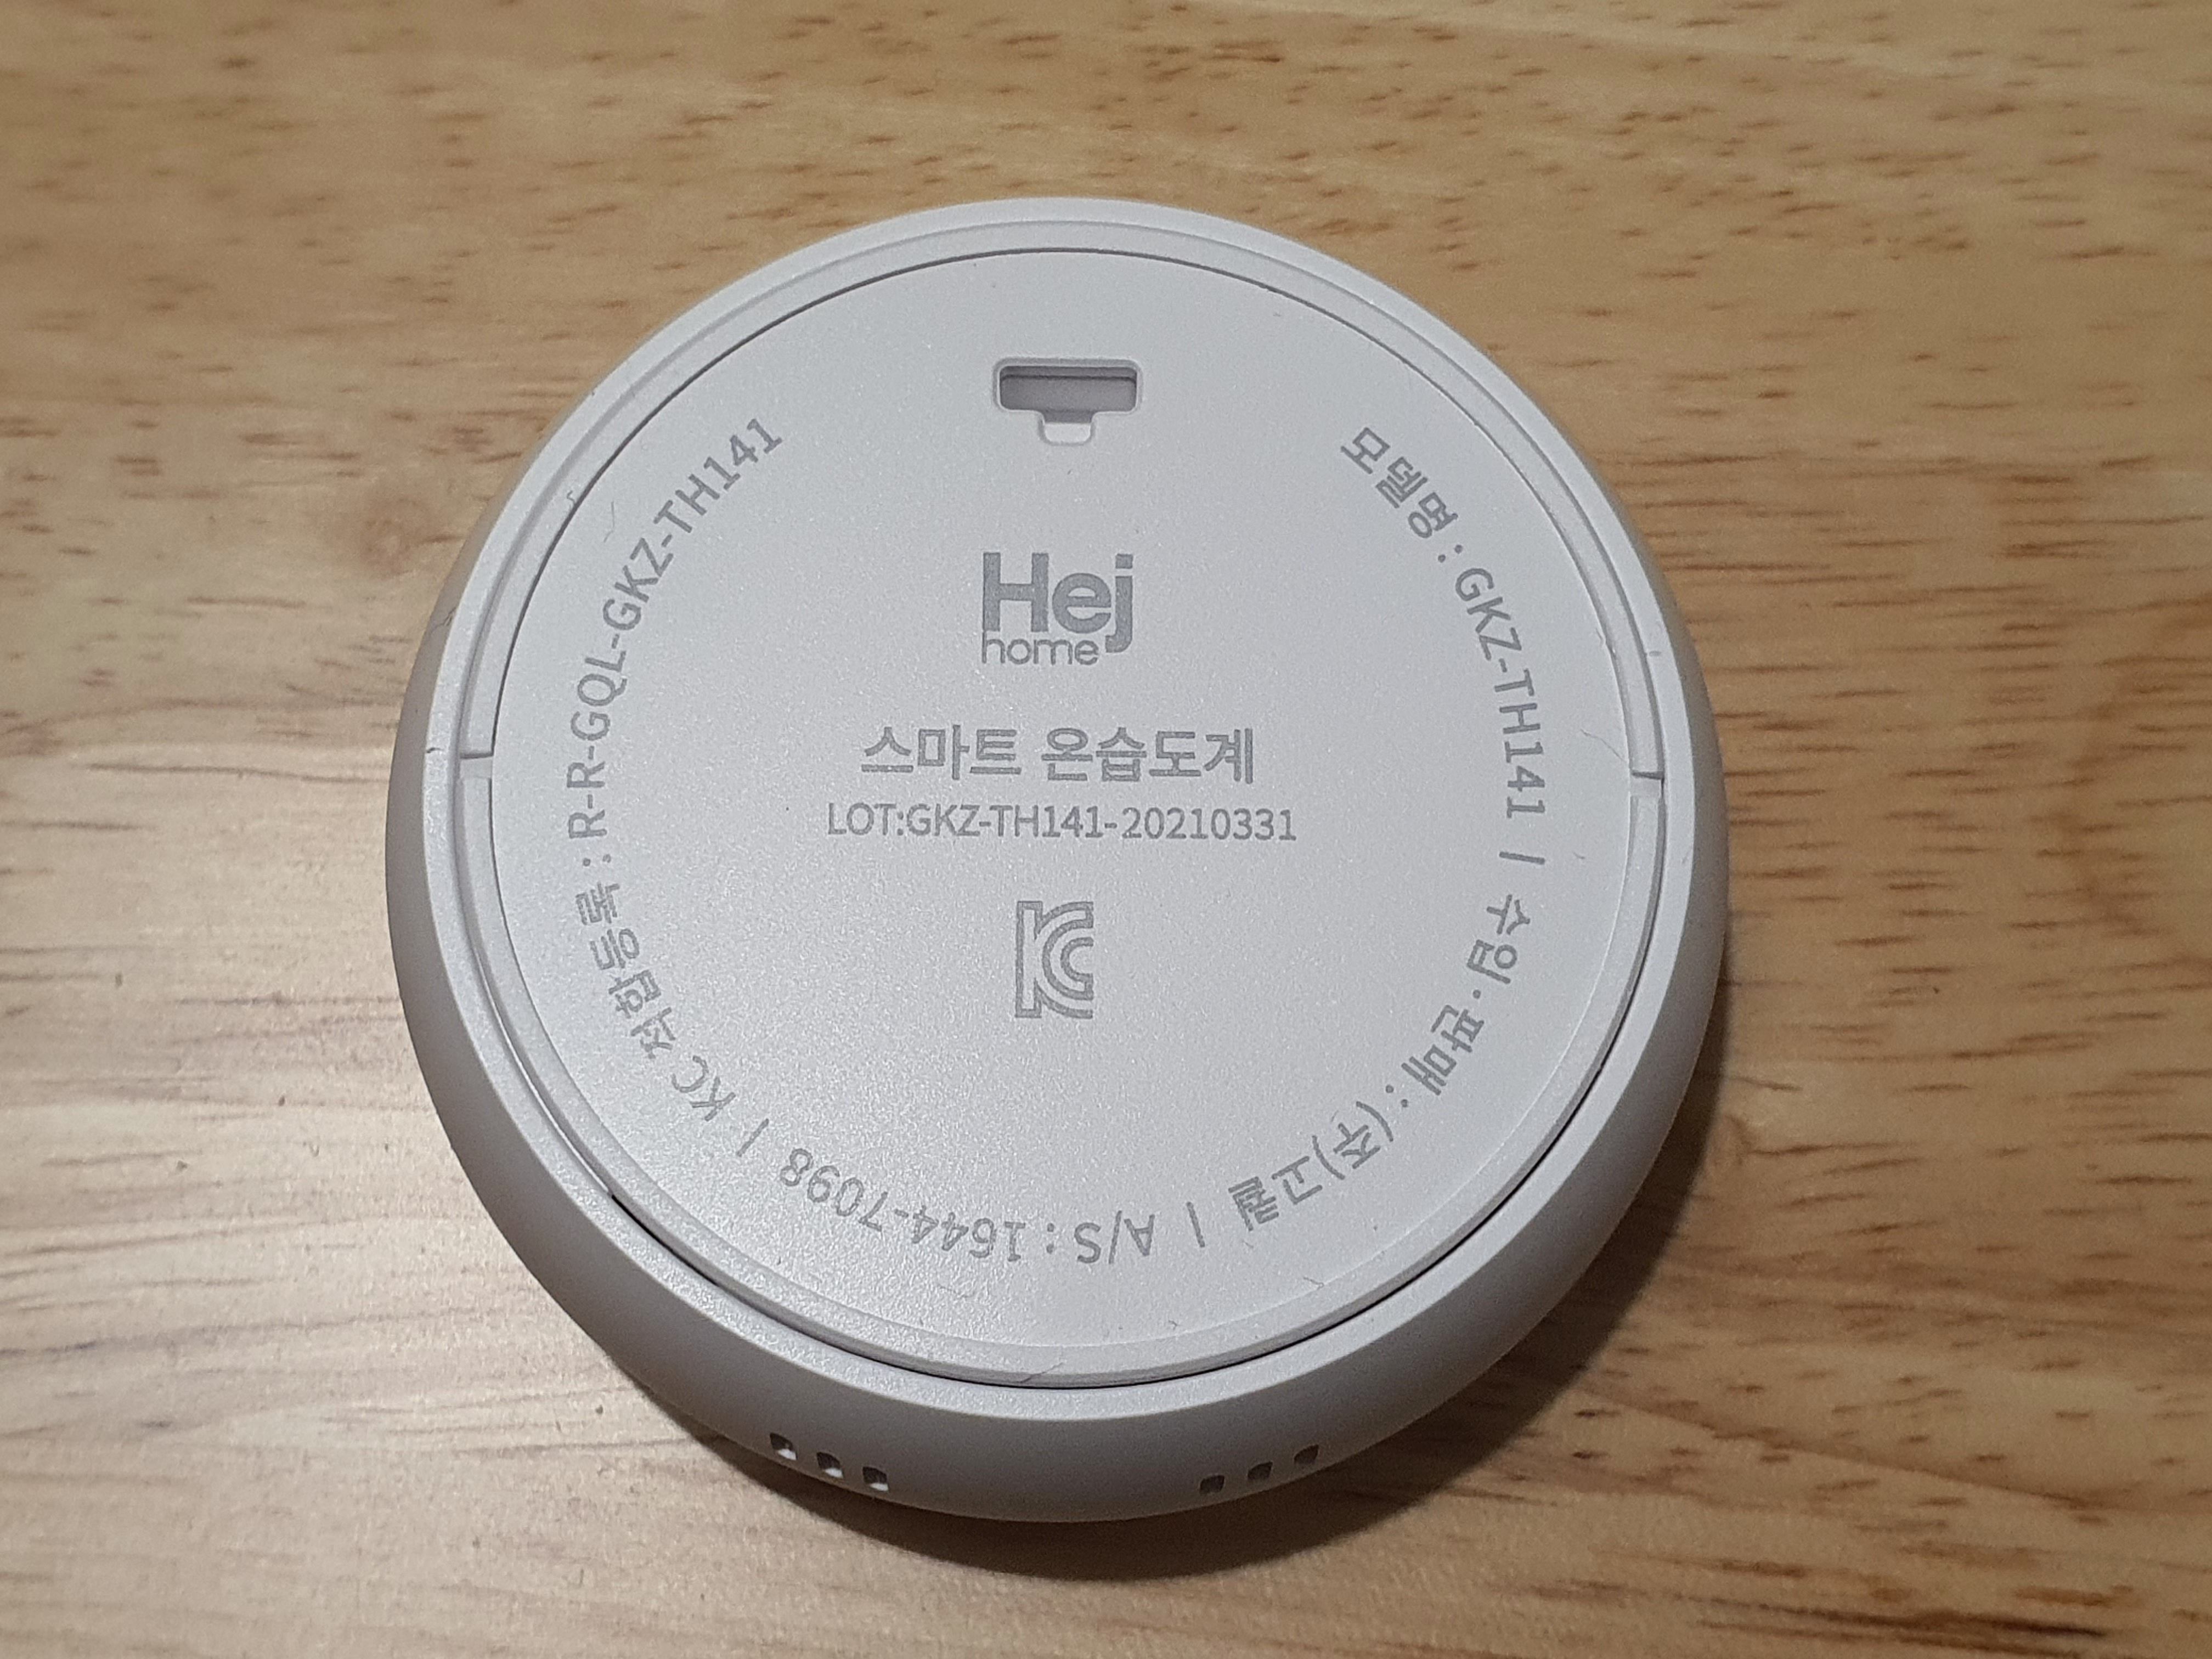 Hej
home
스마트 온습도계
LOT:GKZ-TH141-20210331
모델명 : GKZ-TH141 | 수입·판매 : (주)고퀄 | A/S : 1644-7098 | KC 적합등록 : R-R-GQL-GKZ-TH141